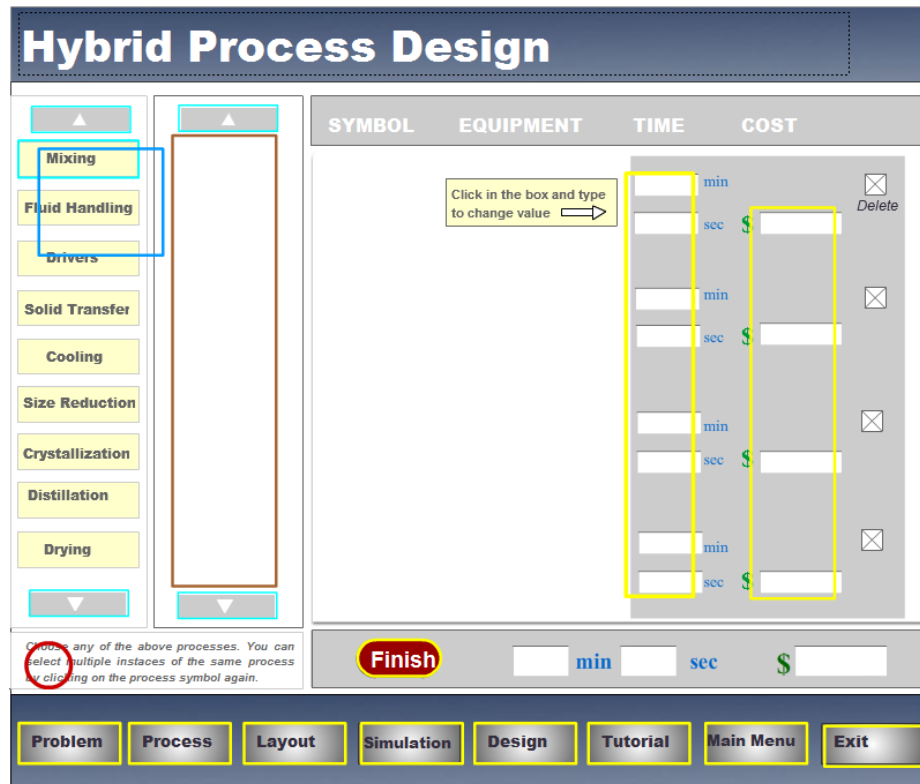 Hybrid Process Design
SYMBOL EQUIPMENT TIME COST
Mixing
Fluid Handling
Drivers
Solid Transfer
Cooling
Size Reduction
Crystallization
Distillation
Drying
Click in the box and type
to change value
min
sec $
Delete
min
sec $
min
sec $
min
sec $
Choose any of the above processes. You can
select multiple instaces of the same process
by clicking on the process symbol again.
Finish min sec $
Problem Process Layout Simulation Design Tutorial Main Menu Exit